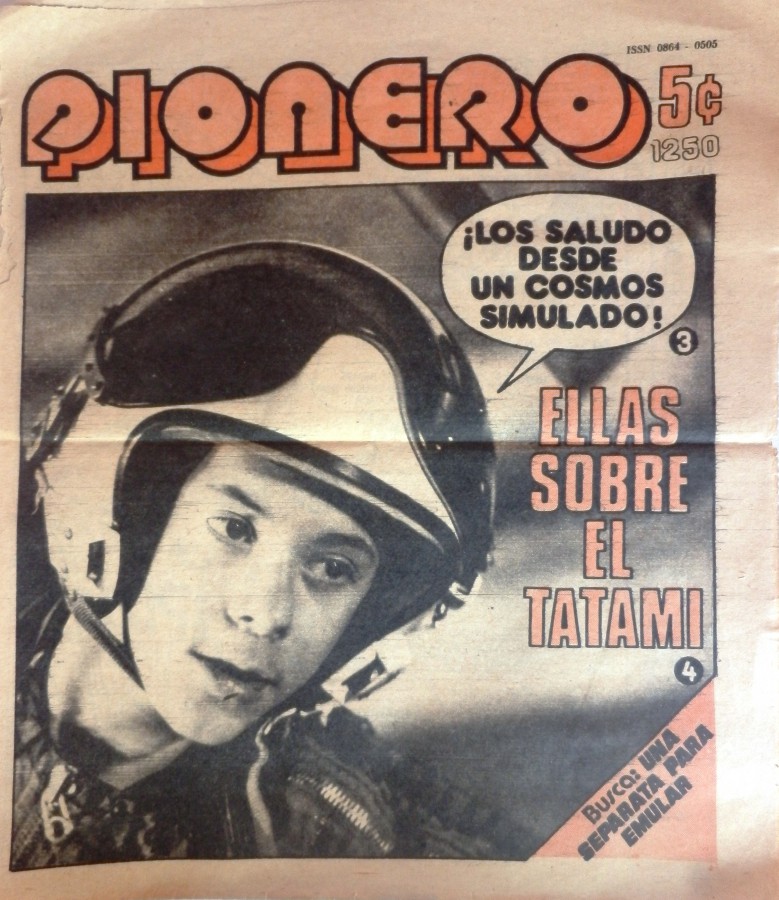 ISSN 0864 - 0505
PIONERO
5¢
1250
¡LOS SALUDO
DESDE
UN COSMOS
SIMULADO!
3
ELLAS
SOBRE
EL
TATAMI
4
Busca: UNA
SEPARATA PARA
EMULAR